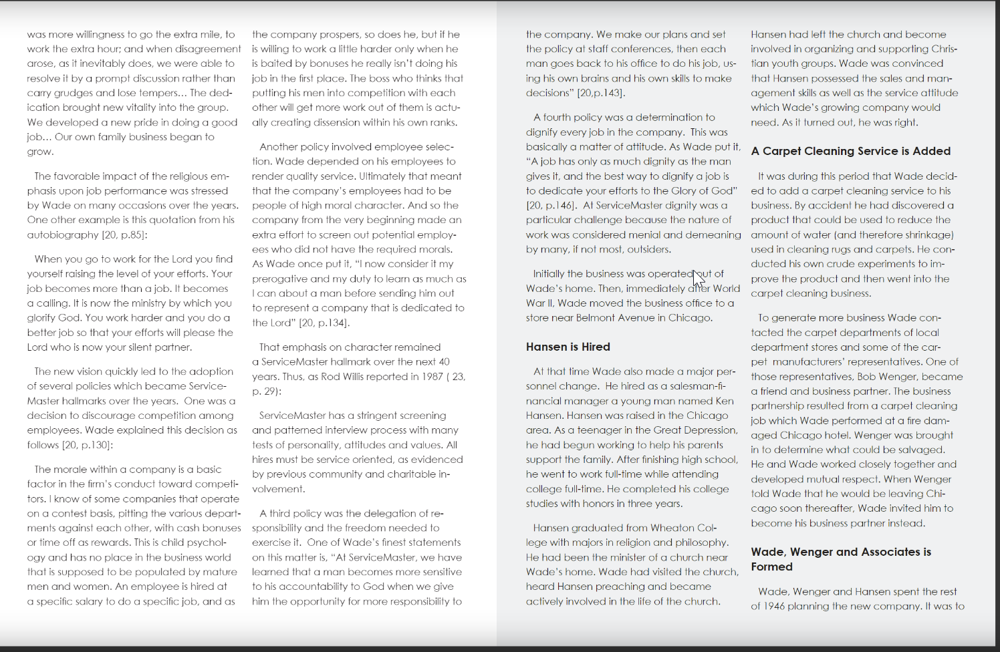 was more willingness to go the extra mile, to
work the extra hour; and when disagreement
arose, as it inevitably does, we were able to
resolve it by a prompt discussion rather than
carry grudges and lose tempers… The ded-
ication brought new vitality into the group.
We developed a new pride in doing a good
job… Our own family business began to
grow.
The favorable impact of the religious em-
phasis upon job performance was stressed
by Wade on many occasions over the years.
One other example is this quotation from his
autobiography [20, p.85]:
When you go to work for the Lord you find
yourself raising the level of your efforts. Your
job becomes more than a job. It becomes
a calling. It is now the ministry by which you
glorify God. You work harder and you do a
better job so that your efforts will please the
Lord who is now your silent partner.
The new vision quickly led to the adoption
of several policies which became Service-
Master hallmarks over the years.  One was a
decision to discourage competition among
employees. Wade explained this decision as
follows [20, p.130]:
The morale within a company is a basic
factor in the firm's conduct toward competi-
tors. I know of some companies that operate
on a contest basis, pitting the various depart-
ments against each other, with cash bonuses
or time off as rewards. This is child psychol-
ogy and has no place in the business world
that is supposed to be populated by mature
men and women. An employee is hired at
a specific salary to do a specific job, and as
the company prospers, so does he, but if he
is willing to work a little harder only when he
is baited by bonuses he really isn't doing his
job in the first place. The boss who thinks that
putting his men into competition with each
other will get more work out of them is actu-
ally creating dissension within his own ranks.
Another policy involved employee selec-
tion. Wade depended on his employees to
render quality service. Ultimately that meant
that the company's employees had to be
people of high moral character. And so the
company from the very beginning made an
extra effort to screen out potential employ-
ees who did not have the required morals.
As Wade once put it, “I now consider it my
prerogative and my duty to learn as much as
I can about a man before sending him out
to represent a company that is dedicated to
the Lord” [20, p.134].
That emphasis on character remained
a ServiceMaster hallmark over the next 40
years. Thus, as Rod Willis reported in 1987 ( 23,
p. 29):
ServiceMaster has a stringent screening
and patterned interview process with many
tests of personality, attitudes and values. All
hires must be service oriented, as evidenced
by previous community and charitable in-
volvement.
A third policy was the delegation of re-
sponsibility and the freedom needed to
exercise it.  One of Wade's finest statements
on this matter is, “At ServiceMaster, we have
learned that a man becomes more sensitive
to his accountability to God when we give
him the opportunity for more responsibility to
the company. We make our plans and set
the policy at staff conferences, then each
man goes back to his office to do his job, us-
ing his own brains and his own skills to make
decisions” [20,p.143].
A fourth policy was a determination to
dignify every job in the company.  This was
basically a matter of attitude. As Wade put it,
“A job has only as much dignity as the man
gives it, and the best way to dignify a job is
to dedicate your efforts to the Glory of God”
[20, p.146].  At ServiceMaster dignity was a
particular challenge because the nature of
work was considered menial and demeaning
by many, if not most, outsiders.
Initially the business was operated out of
Wade's home. Then, immediately after World
War II, Wade moved the business office to a
store near Belmont Avenue in Chicago.
Hansen is Hired
At that time Wade also made a major per-
sonnel change.  He hired as a salesman-fi-
nancial manager a young man named Ken
Hansen. Hansen was raised in the Chicago
area. As a teenager in the Great Depression,
he had begun working to help his parents
support the family. After finishing high school,
he went to work full-time while attending
college full-time. He completed his college
studies with honors in three years.
Hansen graduated from Wheaton Col-
lege with majors in religion and philosophy.
He had been the minister of a church near
Wade's home. Wade had visited the church,
heard Hansen preaching and became
actively involved in the life of the church.
Hansen had left the church and become
involved in organizing and supporting Chris-
tian youth groups. Wade was convinced
that Hansen possessed the sales and man-
agement skills as well as the service attitude
which Wade's growing company would
need. As it turned out, he was right.
A Carpet Cleaning Service is Added
It was during this period that Wade decid-
ed to add a carpet cleaning service to his
business. By accident he had discovered a
product that could be used to reduce the
amount of water (and therefore shrinkage)
used in cleaning rugs and carpets. He con-
ducted his own crude experiments to im-
prove the product and then went into the
carpet cleaning business.
To generate more business Wade con-
tacted the carpet departments of local
department stores and some of the car-
pet  manufacturers' representatives. One of
those representatives, Bob Wenger, became
a friend and business partner. The business
partnership resulted from a carpet cleaning
job which Wade performed at a fire dam-
aged Chicago hotel. Wenger was brought
in to determine what could be salvaged.
He and Wade worked closely together and
developed mutual respect. When Wenger
told Wade that he would be leaving Chi-
cago soon thereafter, Wade invited him to
become his business partner instead.
Wade, Wenger and Associates is
Formed
Wade, Wenger and Hansen spent the rest
of 1946 planning the new company. It was to